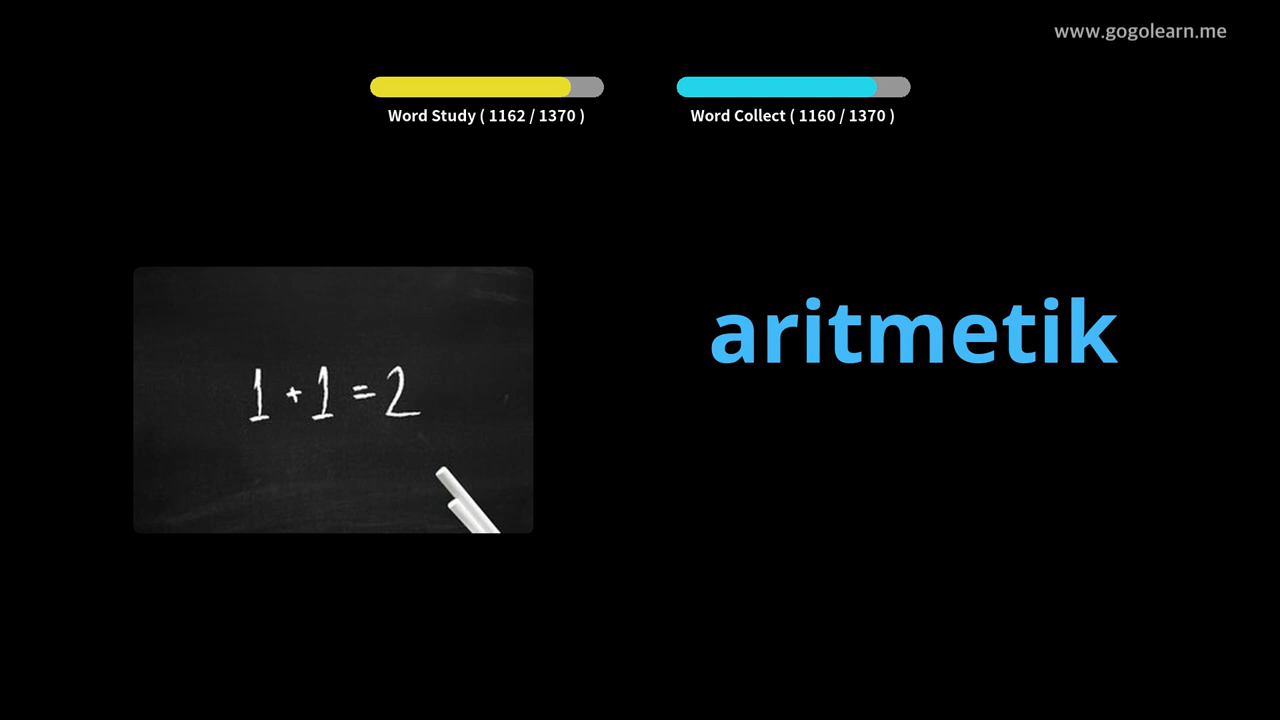 www.gogolearn.me
Word Study ( 1162 / 1370 )
Word Collect ( 1160 / 1370 )
aritmetik
1 + 1 = 2